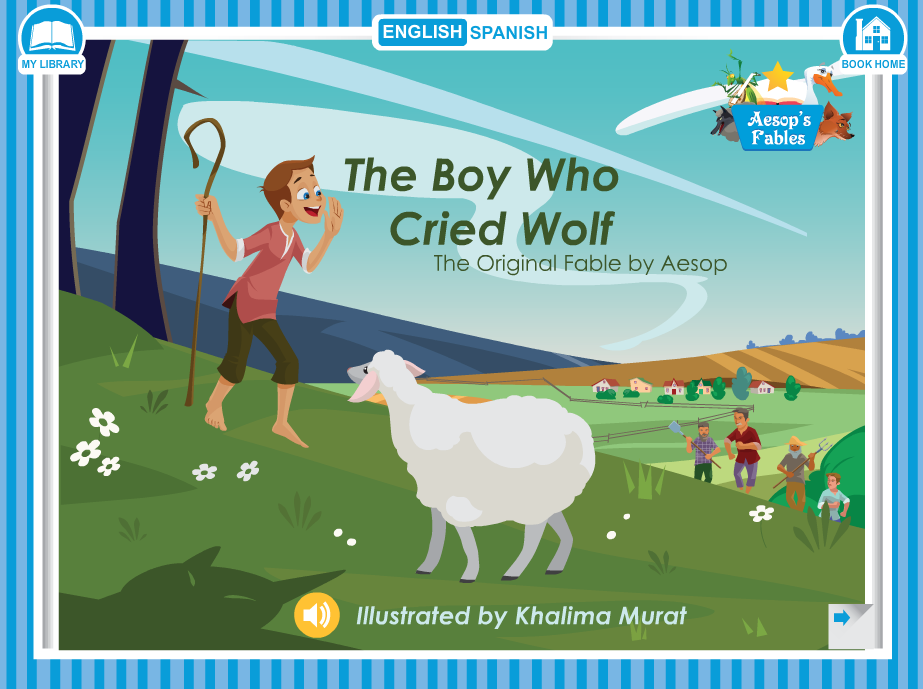 ENGLISH SPANISH
MY LIBRARY
BOOK HOME
Aesop's
Fables
The Boy Who
Cried Wolf
The Original Fable by Aesop
Illustrated by Khalima Murat